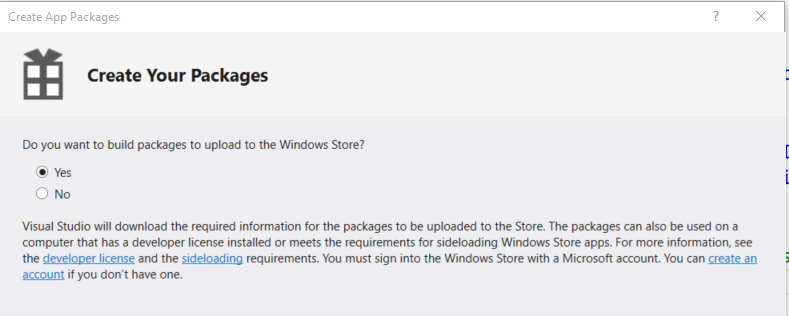 Create App Packages
Create Your Packages
Do you want to build packages to upload to the Windows Store?
Yes
No
Visual Studio will download the required information for the packages to be uploaded to the Store. The packages can also be used on a
computer that has a developer license installed or meets the requirements for sideloading Windows Store apps. For more information, see
the developer license and the sideloading requirements. You must sign into the Windows Store with a Microsoft account. You can create an
account if you don't have one.